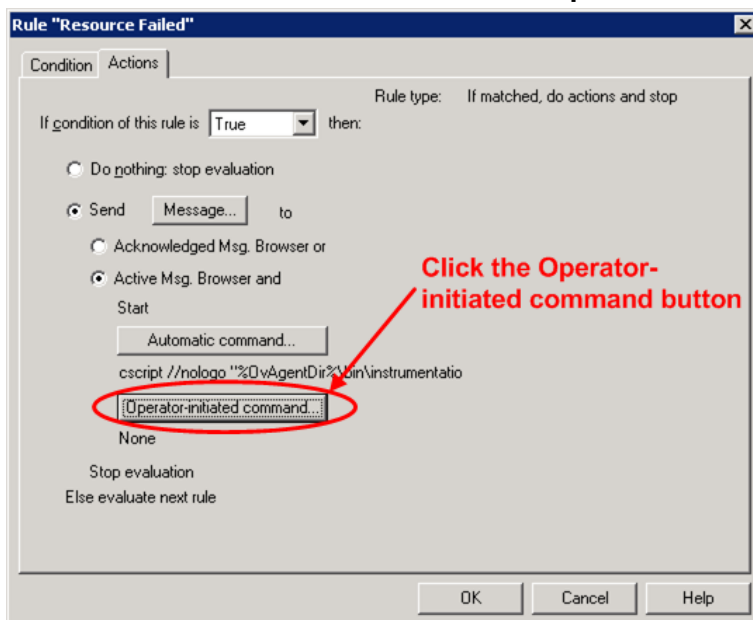 Rule "Resource Failed"
Condition
Actions
Rule type: If matched, do actions and stop
If condition of this rule is True then:
Do nothing: stop evaluation
Send Message... to
Acknowledged Msg. Browser or
Active Msg. Browser and
Click the Operator-
initiated command button
Start
Automatic command...
cscript //nologo "%OvAgentDir%\bin\instrumentatio
Operator-initiated command...
None
Stop evaluation
Else evaluate next rule
OK
Cancel
Help